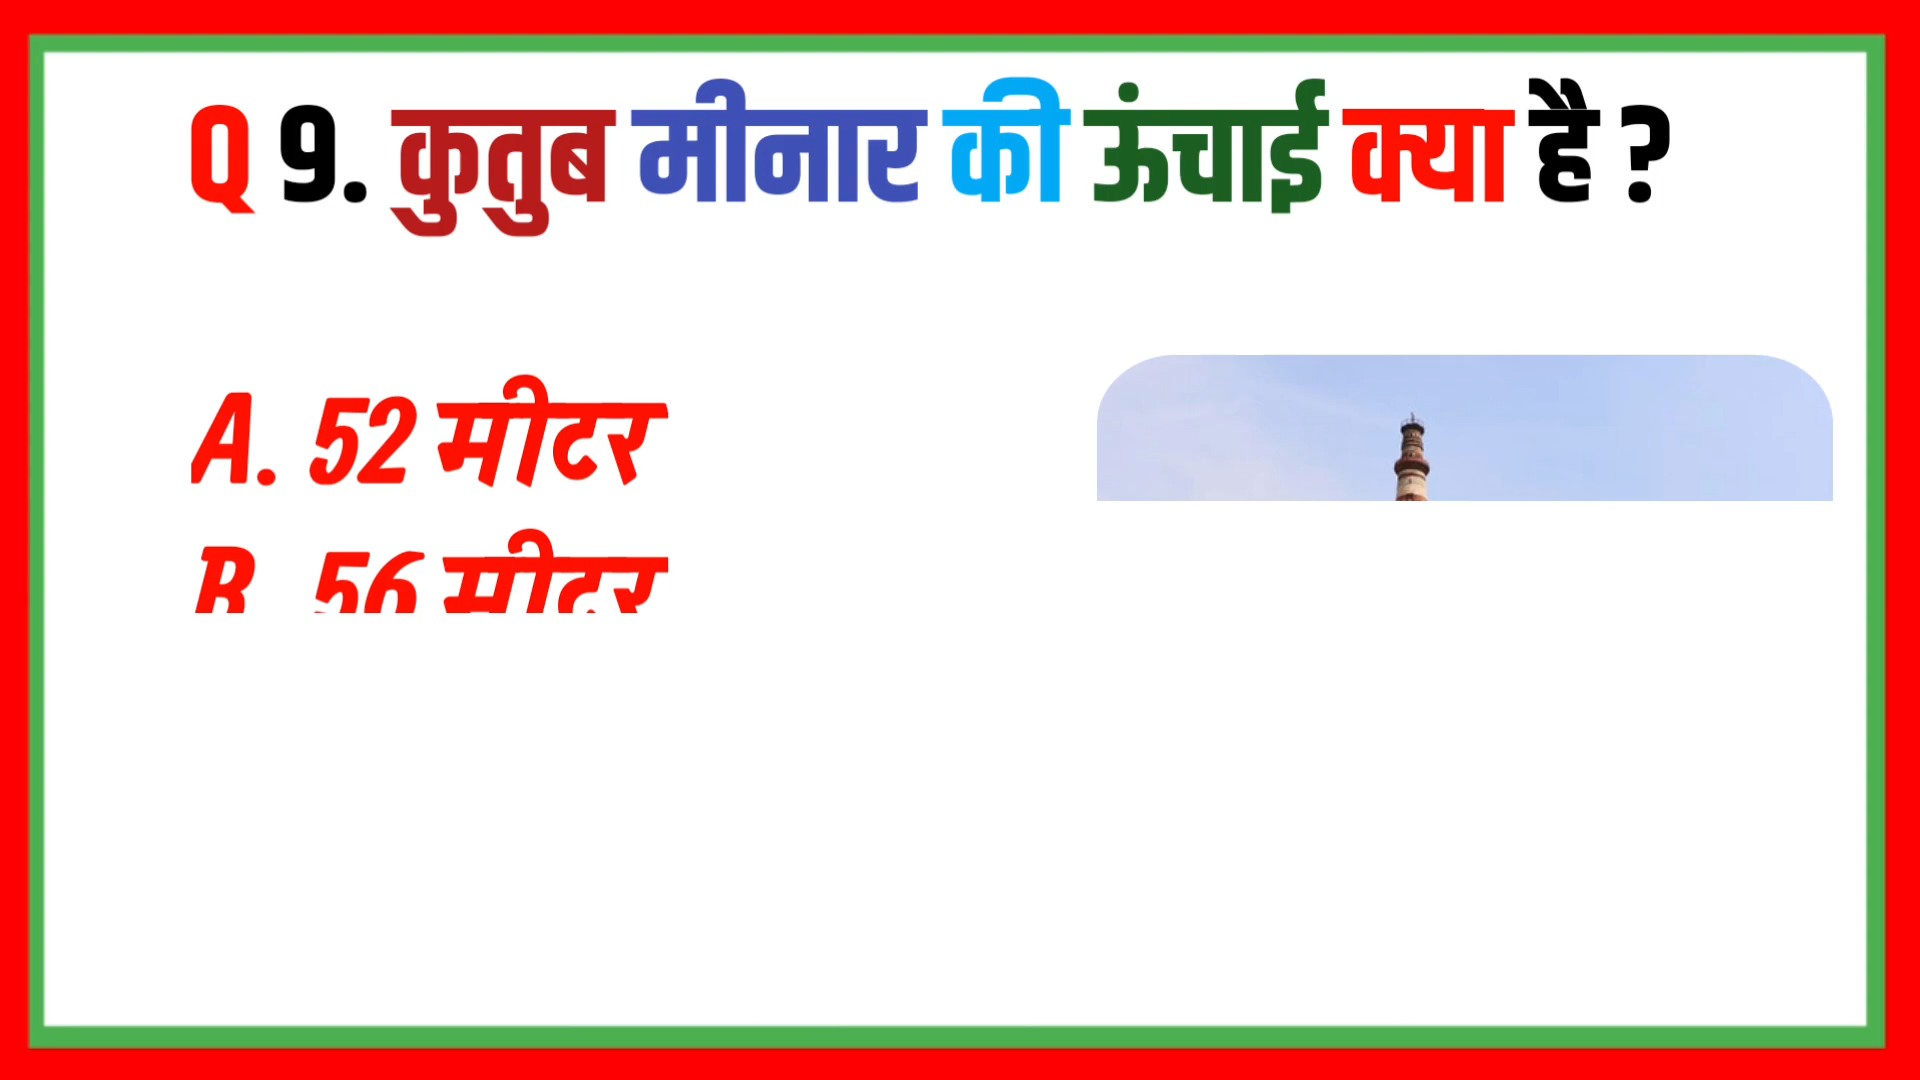 Q 9. कुतुब मीनार की ऊंचाई क्या है ?
A. 52 मीटर
B. 56 मीटर